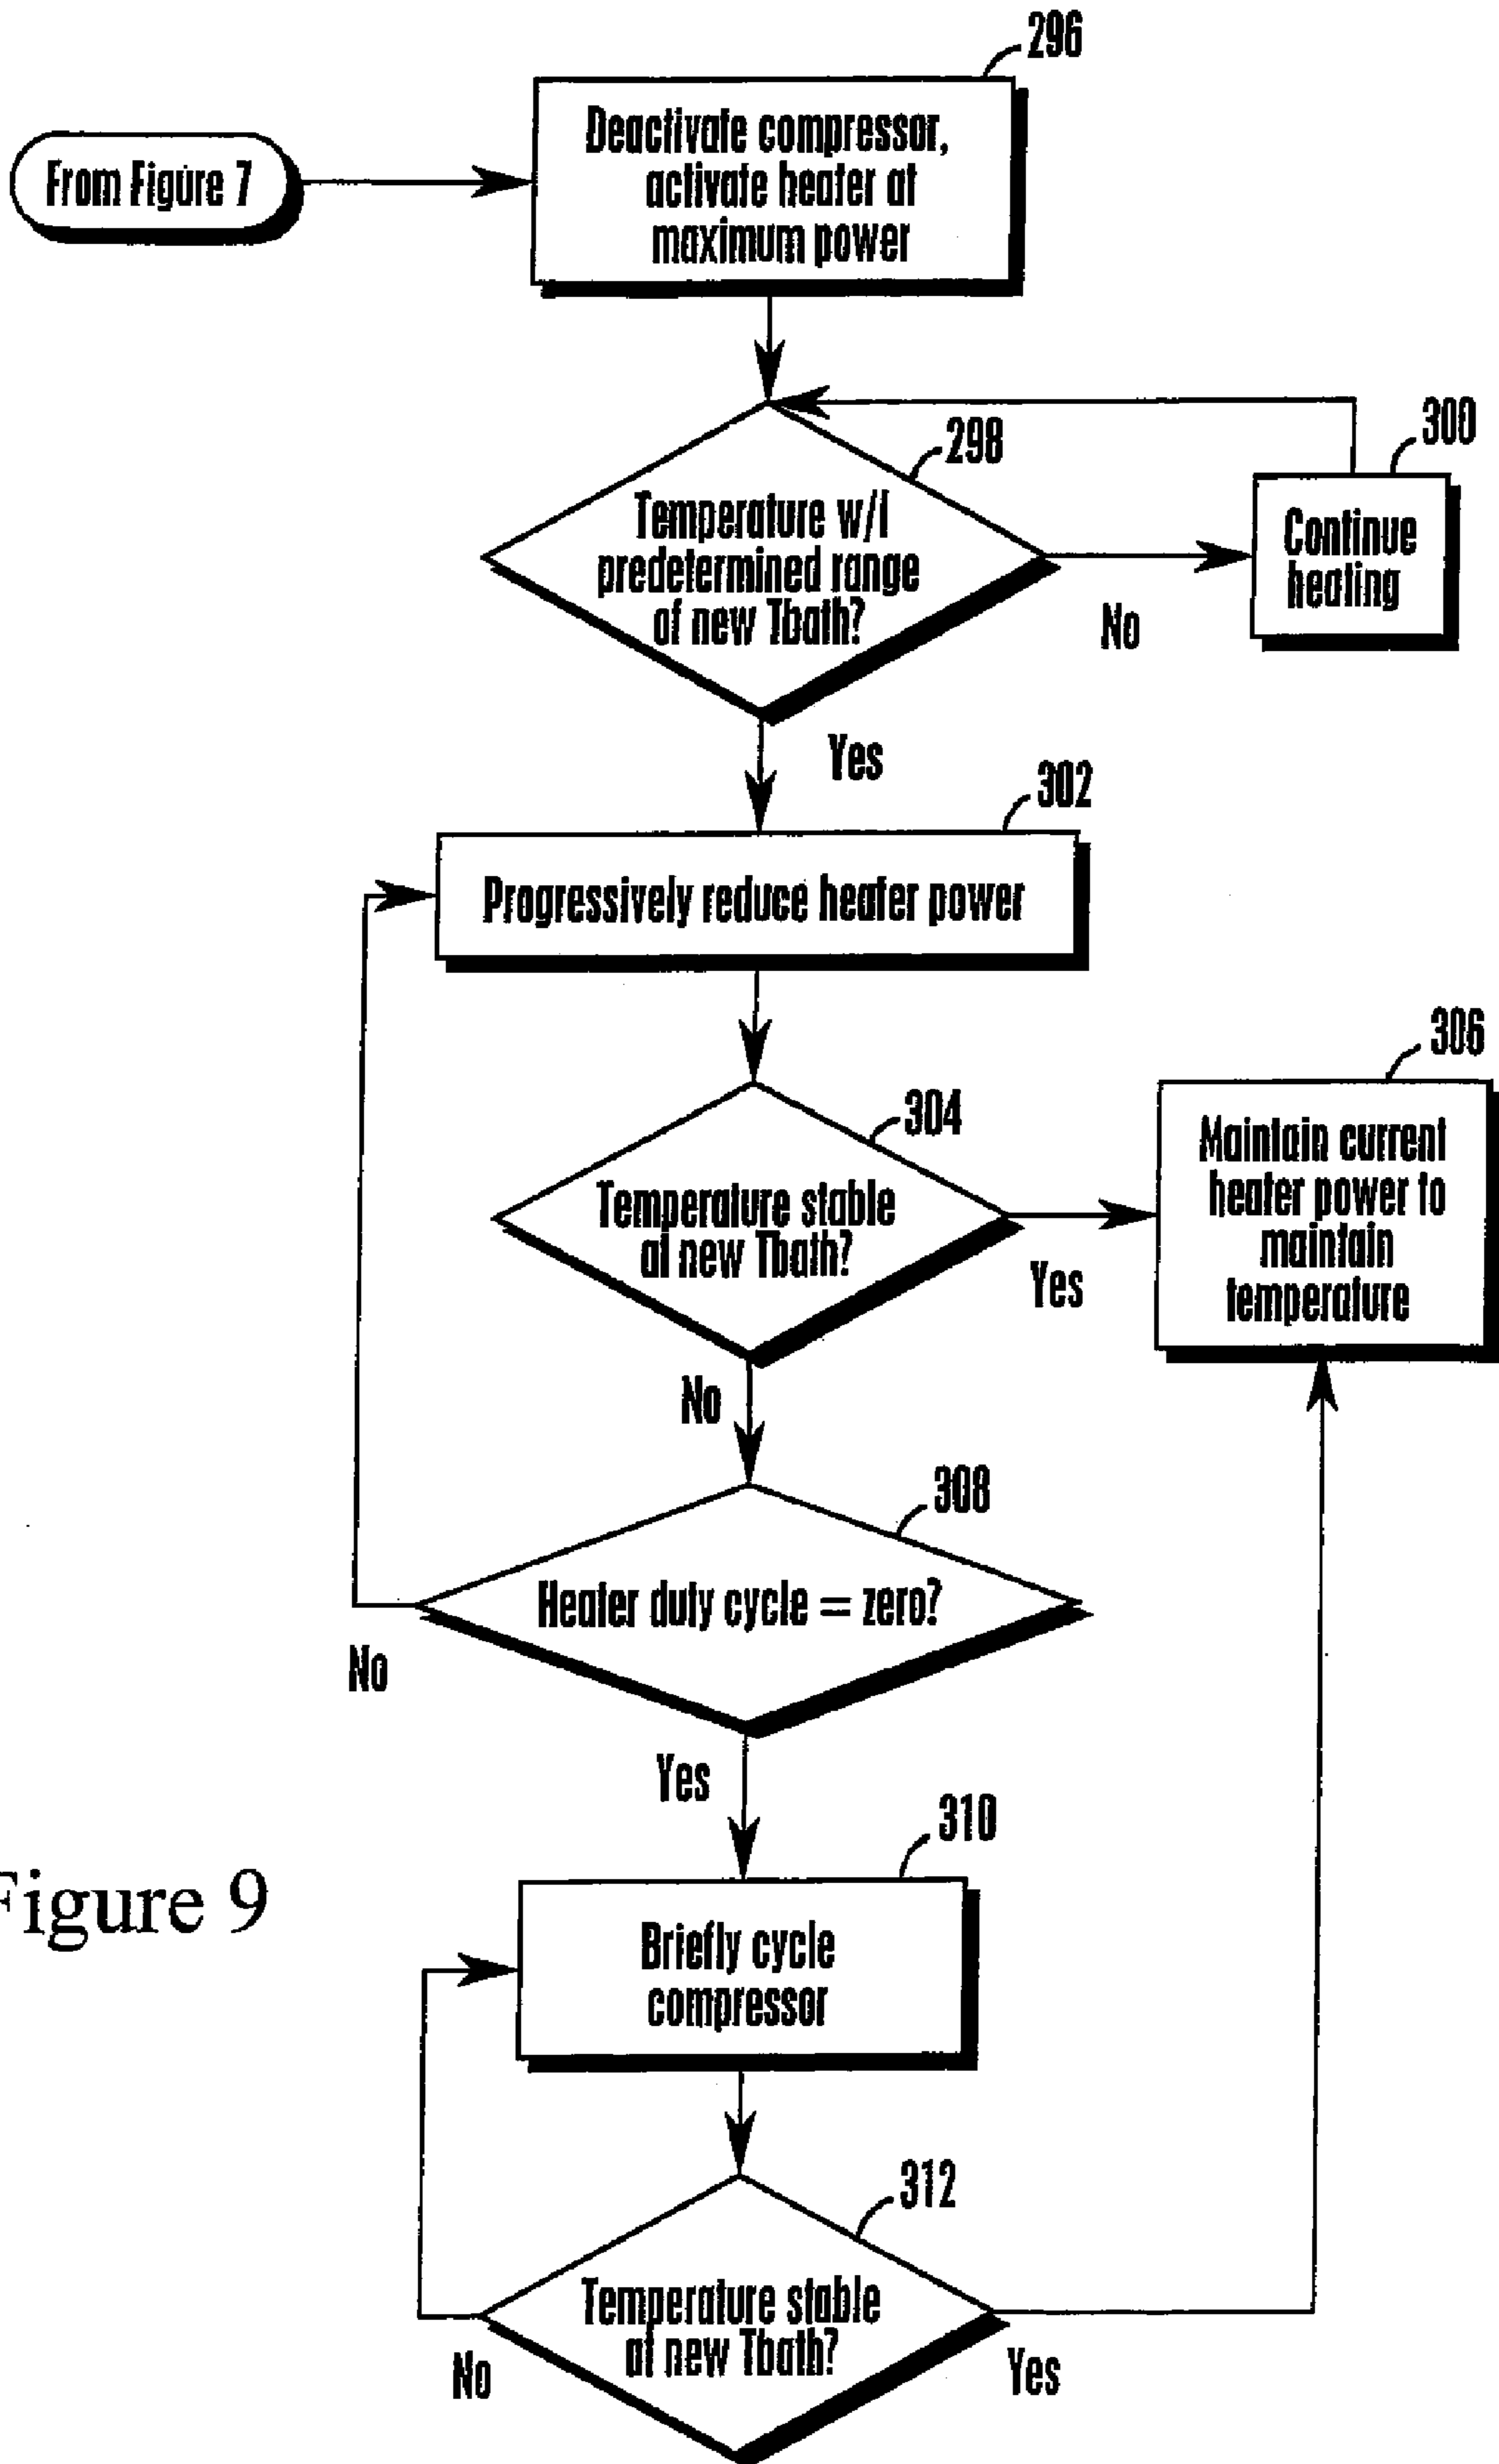 296
Deactivate compressor,
activate heater at
maximum power
From Figure 7
298
Temperature w/i
predetermined range
of new Tbath?
300
Continue
heating
No
Yes
302
Progressively reduce heater power
304
Temperature stable
at new Tbath?
Yes
306
Maintain current
heater power to
maintain
temperature
No
308
Heater duty cycle = zero?
No
Yes
310
Briefly cycle
compressor
Figure 9
312
Temperature stable
at new Tbath?
No
Yes